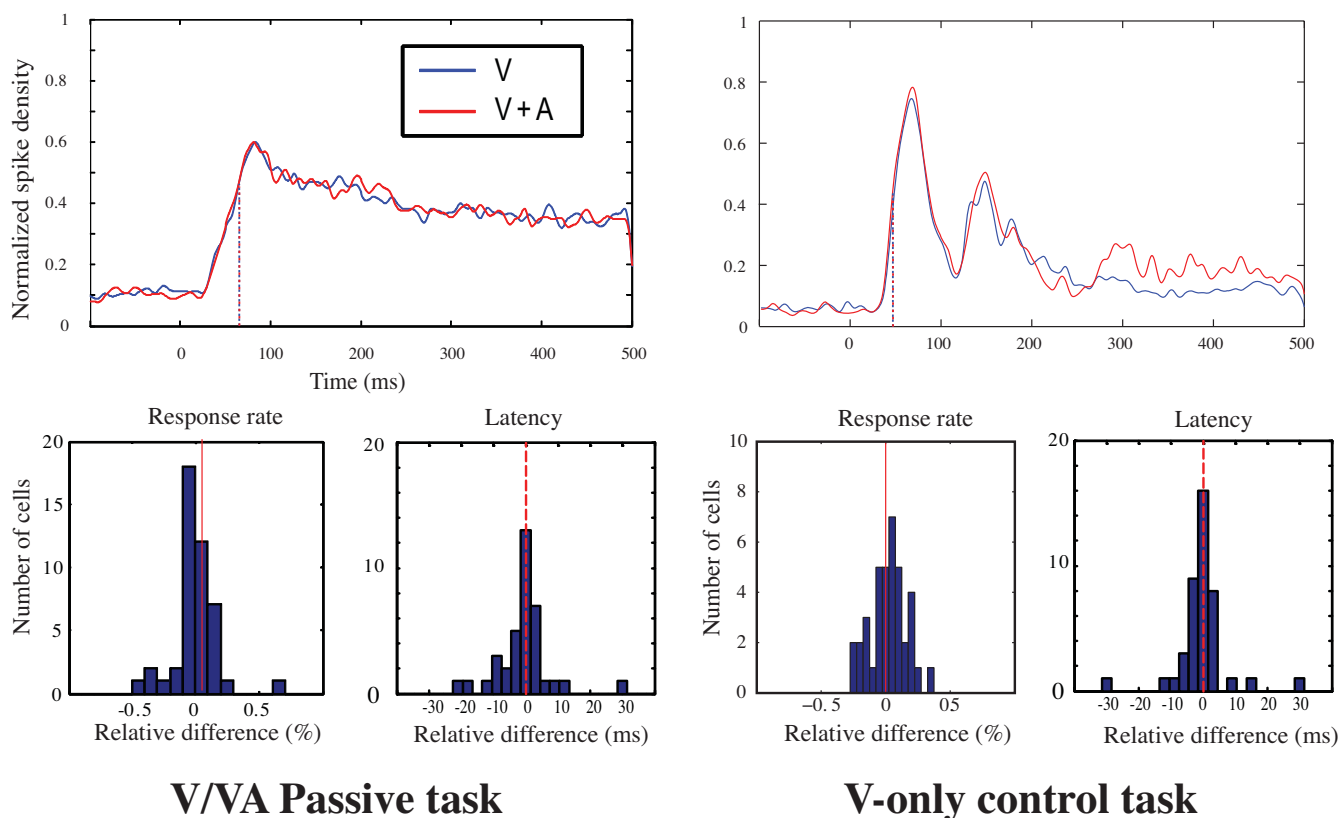 1
0.8
0.6
0.4
0.2
0
Normalized spike density
V
V + A
0 100 200 300 400 500
Time (ms)
1
0.8
0.6
0.4
0.2
0
0 100 200 300 400 500
Response rate
20
10
0
Number of cells
-0.5 0 0.5
Relative difference (%)
Latency
20
10
0
-30 -20 -10 0 10 20 30
Relative difference (ms)
Response rate
10
8
6
4
2
0
Number of cells
−0.5 0 0.5
Relative difference (%)
Latency
20
10
0
-30 -20 -10 0 10 20 30
Relative difference (ms)
V/VA Passive task
V-only control task